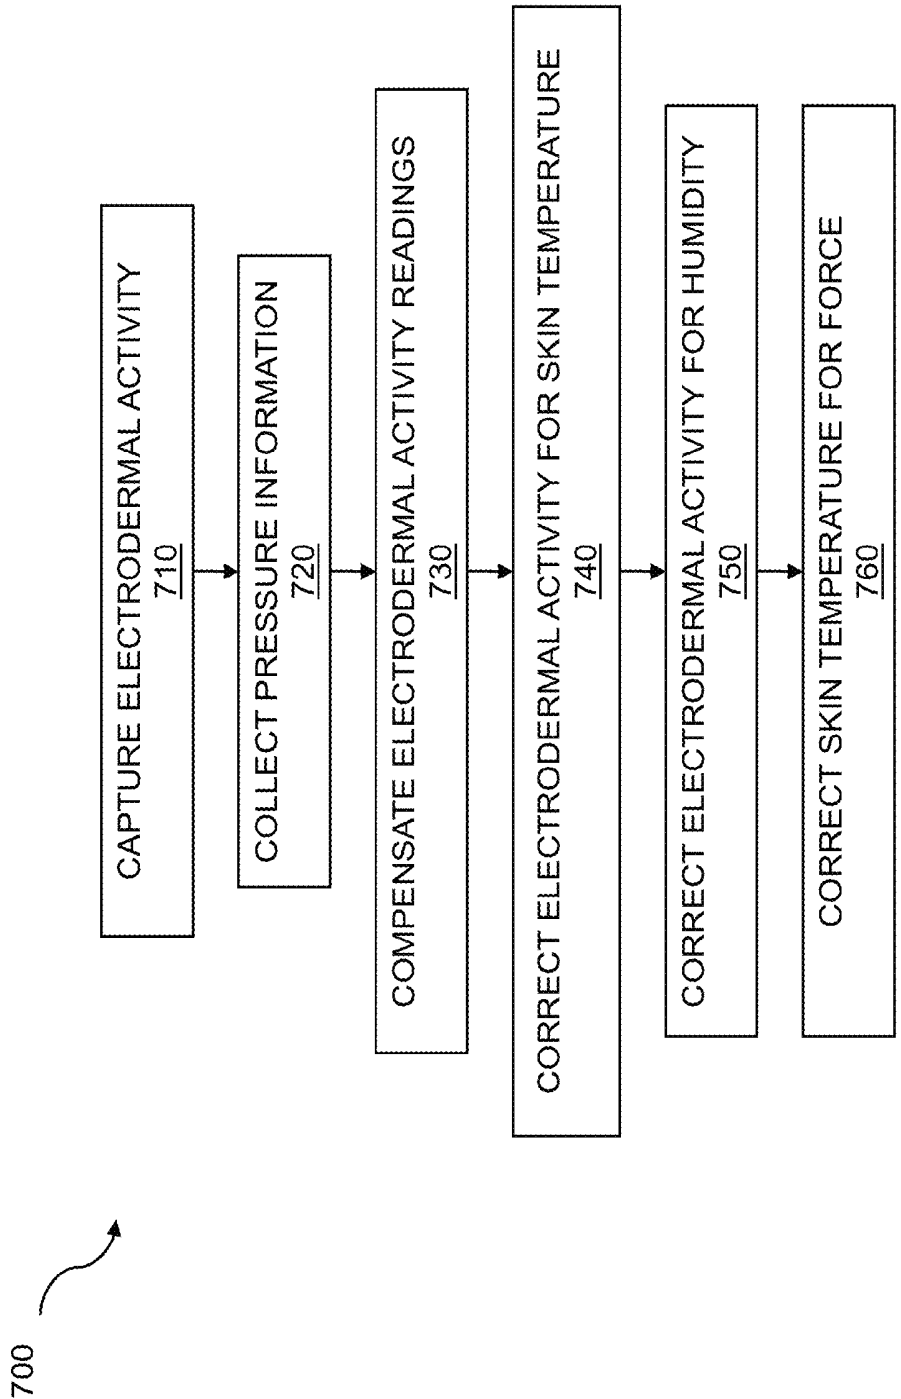 700
CAPTURE ELECTRODERMAL ACTIVITY
710
COLLECT PRESSURE INFORMATION
720
COMPENSATE ELECTRODERMAL ACTIVITY READINGS
730
CORRECT ELECTRODERMAL ACTIVITY FOR SKIN TEMPERATURE
740
CORRECT ELECTRODERMAL ACTIVITY FOR HUMIDITY
750
CORRECT SKIN TEMPERATURE FOR FORCE
760